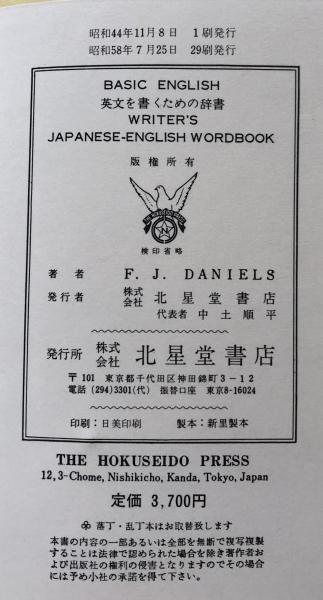 昭和44年11月8日 1刷発行
昭和58年7月25日 29刷発行
BASIC ENGLISH
英文を書くための辞書
WRITER'S
JAPANESE-ENGLISH WORDBOOK
版権所有
THE HOKUSEIDO PRESS
N
検印省略
著者 F. J. DANIELS
発行者 株式会社 北星堂書店
代表者 中土順平
発行所 株式会社 北星堂書店
〒101 東京都千代田区神田錦町3-12
電話(294)3301(代) 振替口座 東京8-16024
印刷:日美印刷 製本:新里製本
THE HOKUSEIDO PRESS
12, 3-Chome, Nishikicho, Kanda, Tokyo, Japan
定価 3,700円
落丁・乱丁本はお取替致します
本書の内容の一部あるいは全部を無断で複写複製
することは法律で認められた場合を除き著作者およ
び出版社の権利の侵害となりますのでその場合
には予め小社の承諾を得て下さい。